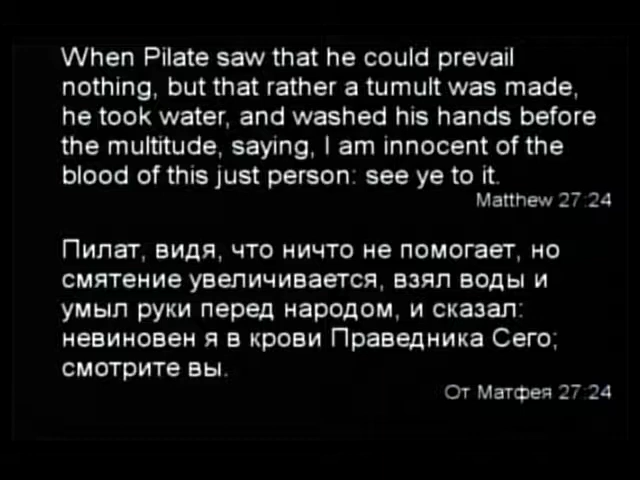 When Pilate saw that he could prevail
nothing, but that rather a tumult was made,
he took water, and washed his hands before
the multitude, saying, I am innocent of the
blood of this just person: see ye to it.
Matthew 27:24
Пилат, видя, что ничто не помогает, но
смятение увеличивается, взял воды и
умыл руки перед народом, и сказал:
невиновен я в крови Праведника Сего;
смотрите вы.
От Матфея 27:24